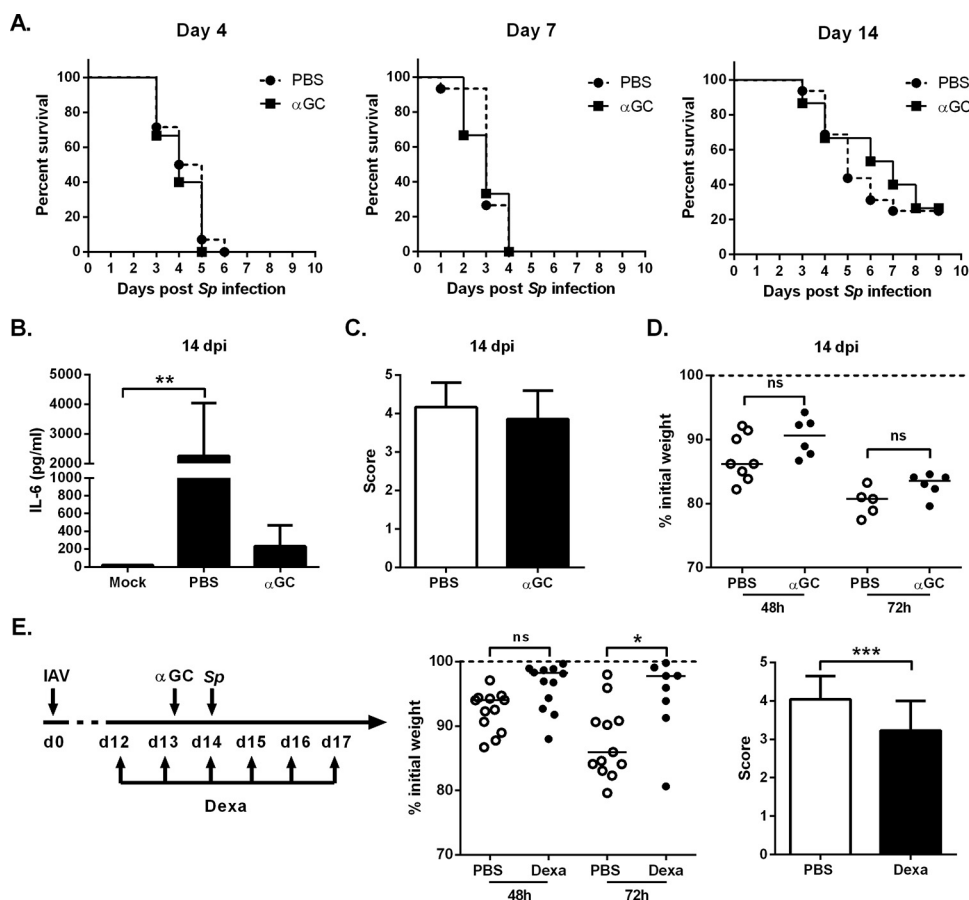 A.
Day 4
Day 7
Day 14
Percent survival
100
80
60
40
20
0
0 1 2 3 4 5 6 7 8 9 10
Days post Sp infection
PBS
αGC
Percent survival
100
80
60
40
20
0
0 1 2 3 4 5 6 7 8 9 10
Days post Sp infection
PBS
αGC
Percent survival
100
80
60
40
20
0
0 1 2 3 4 5 6 7 8 9 10
Days post Sp infection
PBS
αGC
B.
14 dpi
**
IL-6 (pg/ml)
5000
4000
3000
2000
1000
800
600
400
200
0
Mock PBS αGC
C.
14 dpi
Score
5
4
3
2
1
0
PBS αGC
D.
14 dpi
% initial weight
100
90
80
70
ns
ns
PBS αGC PBS αGC
48h 72h
E.
IAV αGC Sp
d0 d12 d13 d14 d15 d16 d17
Dexa
% initial weight
100
90
80
70
ns
*
PBS Dexa PBS Dexa
48h 72h
***
Score
5
4
3
2
1
0
PBS Dexa